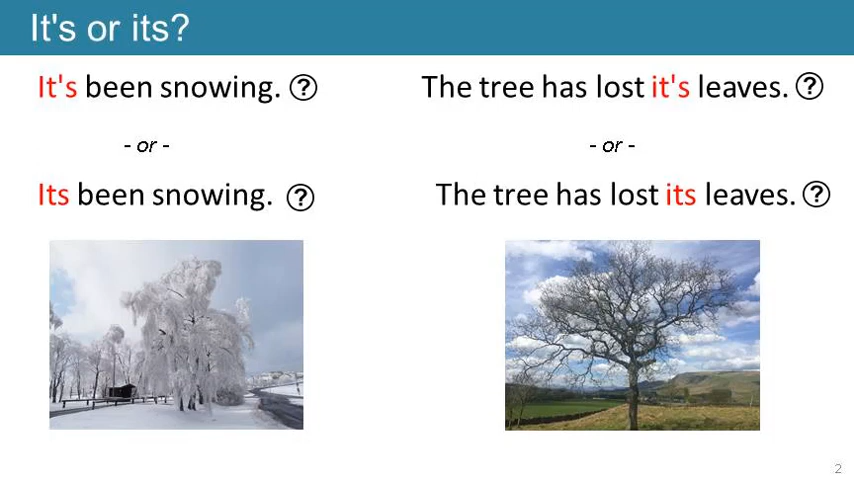 It's or its?
It's been snowing. ?
- or -
Its been snowing. ?
The tree has lost it's leaves. ?
- or -
The tree has lost its leaves. ?
2